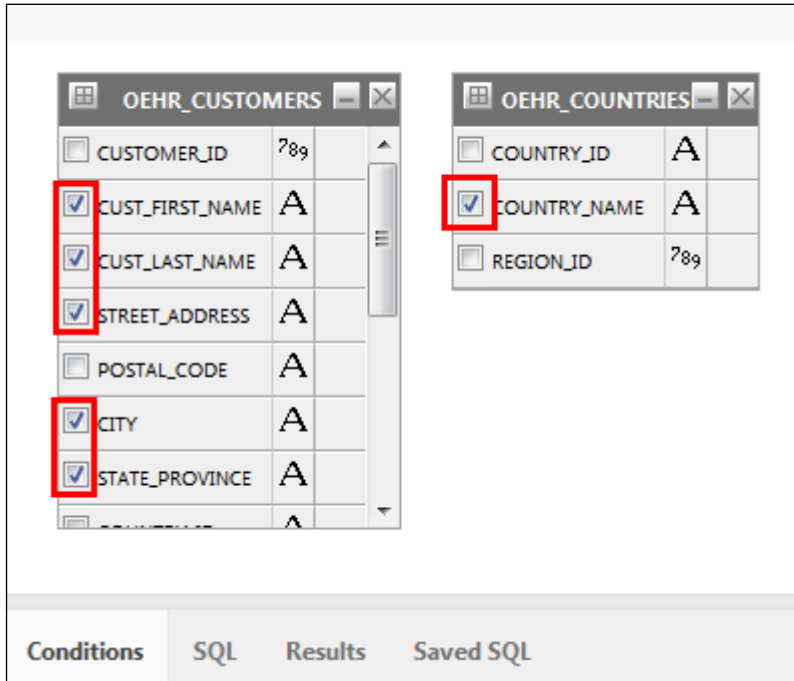 OEHR_CUSTOMERS
CUSTOMER_ID 789
CUST_FIRST_NAME A
CUST_LAST_NAME A
STREET_ADDRESS A
POSTAL_CODE A
CITY A
STATE_PROVINCE A
OEHR_COUNTRIES
COUNTRY_ID A
COUNTRY_NAME A
REGION_ID 789
Conditions SQL Results Saved SQL